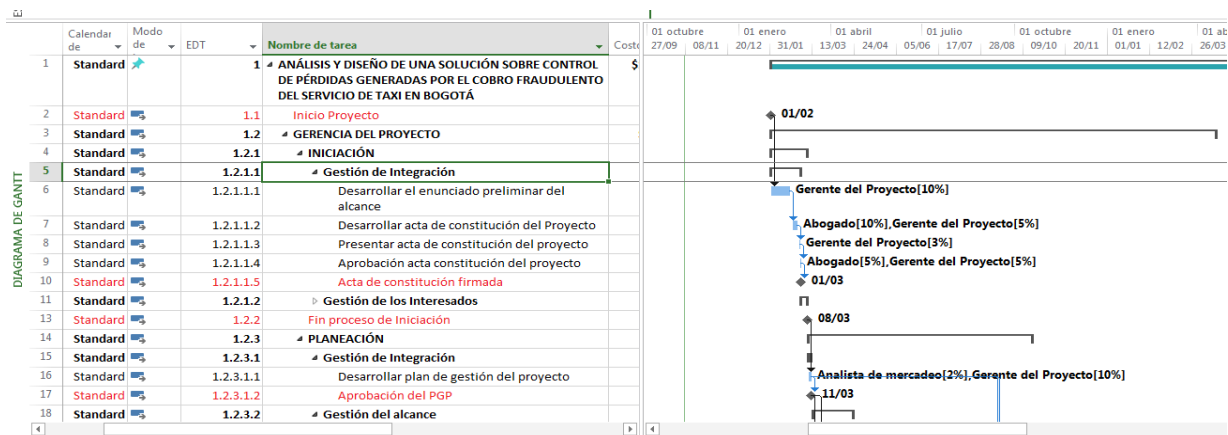 Calendar de
Modo de
EDT
Nombre de tarea
Costo
01 octubre 01 enero 01 abril 01 julio 01 octubre 01 enero 01 ab
27/09 08/11 20/12 31/01 13/03 24/04 05/06 17/07 28/08 09/10 20/11 01/01 12/02 26/03
DIAGRAMA DE GANTT
1 Standard 1 ANÁLISIS Y DISEÑO DE UNA SOLUCIÓN SOBRE CONTROL $
DE PÉRDIDAS GENERADAS POR EL COBRO FRAUDULENTO
DEL SERVICIO DE TAXI EN BOGOTÁ
2 Standard 1.1 Inicio Proyecto 01/02
3 Standard 1.2 GERENCIA DEL PROYECTO
4 Standard 1.2.1 INICIACIÓN
5 Standard 1.2.1.1 Gestión de Integración
6 Standard 1.2.1.1.1 Desarrollar el enunciado preliminar del Gerente del Proyecto[10%]
alcance
7 Standard 1.2.1.1.2 Desarrollar acta de constitución del Proyecto Abogado[10%],Gerente del Proyecto[5%]
8 Standard 1.2.1.1.3 Presentar acta de constitución del proyecto Gerente del Proyecto[3%]
9 Standard 1.2.1.1.4 Aprobación acta constitución del proyecto Abogado[5%],Gerente del Proyecto[5%]
10 Standard 1.2.1.1.5 Acta de constitución firmada 01/03
11 Standard 1.2.1.2 Gestión de los Interesados
13 Standard 1.2.2 Fin proceso de Iniciación 08/03
14 Standard 1.2.3 PLANEACIÓN
15 Standard 1.2.3.1 Gestión de Integración
16 Standard 1.2.3.1.1 Desarrollar plan de gestión del proyecto Analista de mercadeo[2%],Gerente del Proyecto[10%]
17 Standard 1.2.3.1.2 Aprobación del PGP 11/03
18 Standard 1.2.3.2 Gestión del alcance